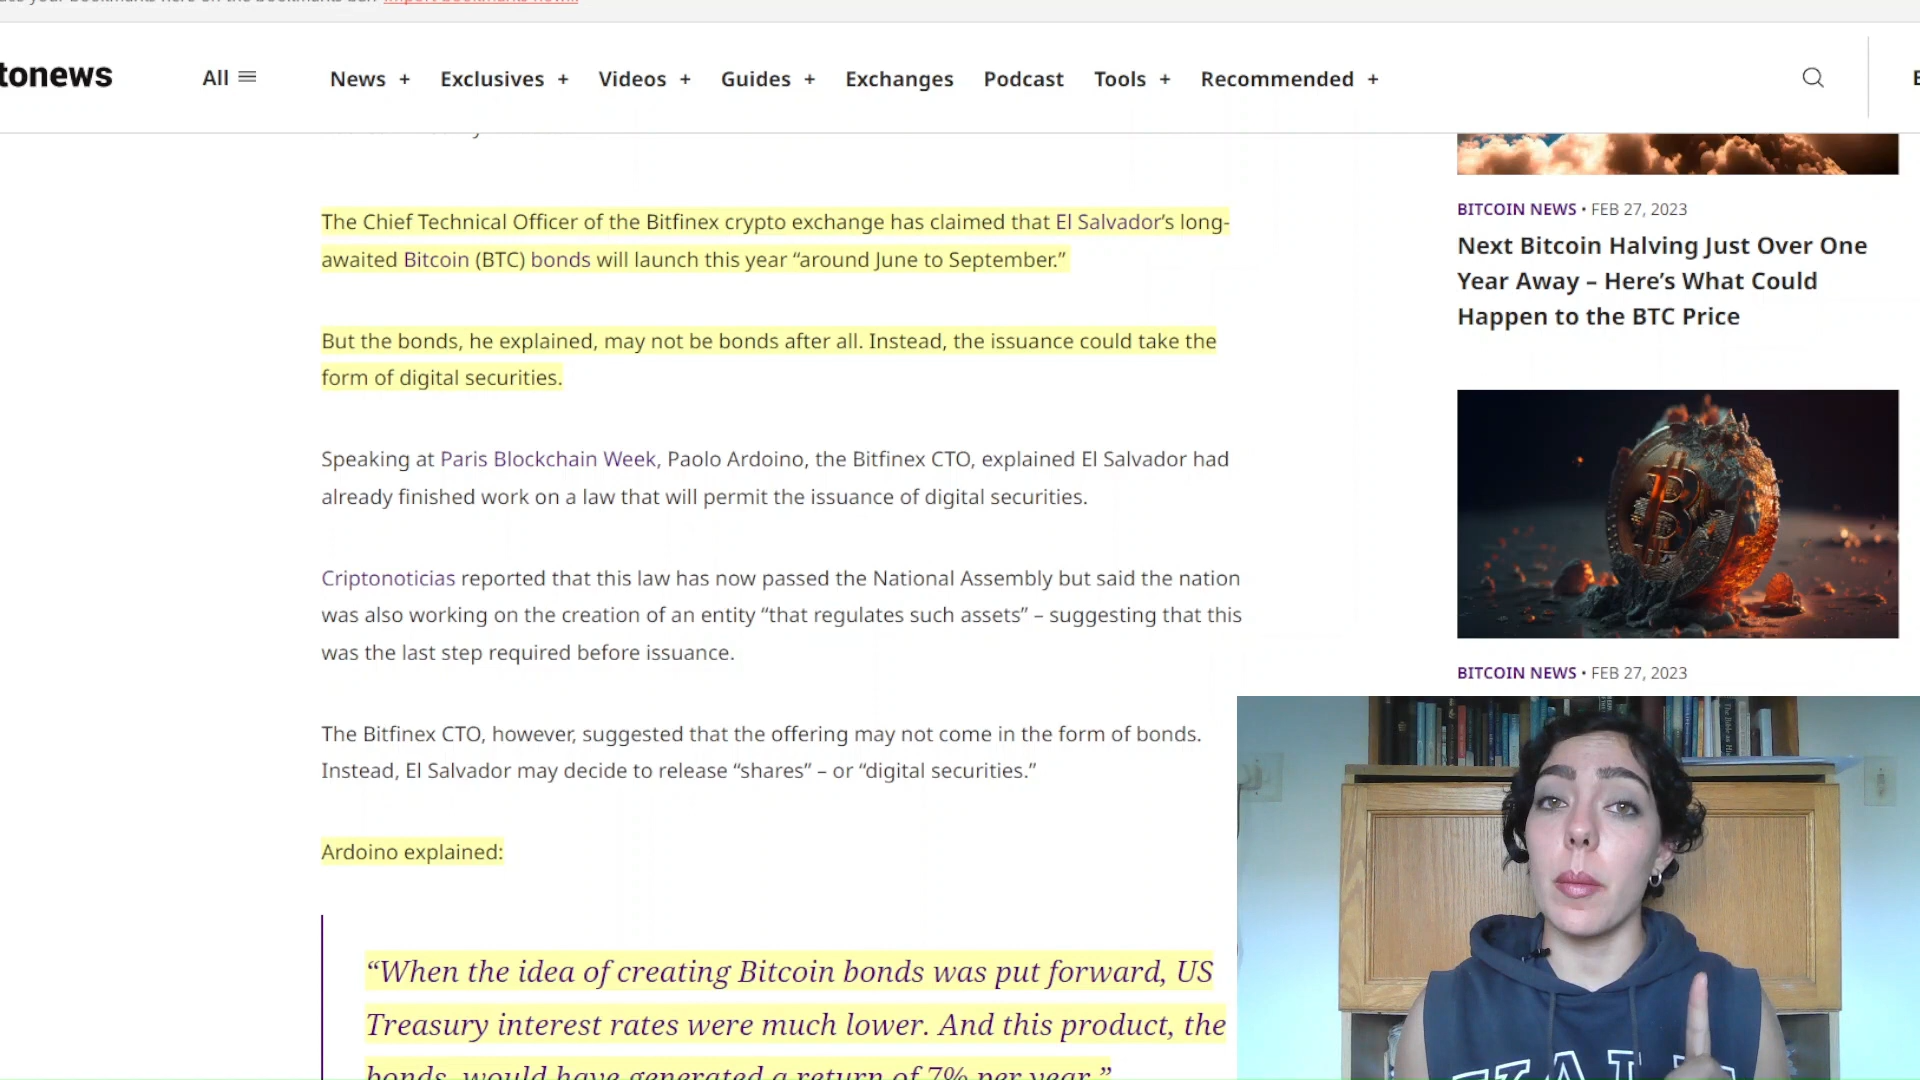 Import bookmarks now...
tonews
All
News +
Exclusives +
Videos +
Guides +
Exchanges
Podcast
Tools +
Recommended +
The Chief Technical Officer of the Bitfinex crypto exchange has claimed that El Salvador’s long-
awaited Bitcoin (BTC) bonds will launch this year “around June to September.”
But the bonds, he explained, may not be bonds after all. Instead, the issuance could take the
form of digital securities.
Speaking at Paris Blockchain Week, Paolo Ardoino, the Bitfinex CTO, explained El Salvador had
already finished work on a law that will permit the issuance of digital securities.
Criptonoticias reported that this law has now passed the National Assembly but said the nation
was also working on the creation of an entity “that regulates such assets” – suggesting that this
was the last step required before issuance.
The Bitfinex CTO, however, suggested that the offering may not come in the form of bonds.
Instead, El Salvador may decide to release “shares” – or “digital securities.”
Ardoino explained:
“When the idea of creating Bitcoin bonds was put forward, US
Treasury interest rates were much lower. And this product, the
bonds, would have generated a return of 7% per year.”
BITCOIN NEWS • FEB 27, 2023
Next Bitcoin Halving Just Over One
Year Away – Here’s What Could
Happen to the BTC Price
BITCOIN NEWS • FEB 27, 2023